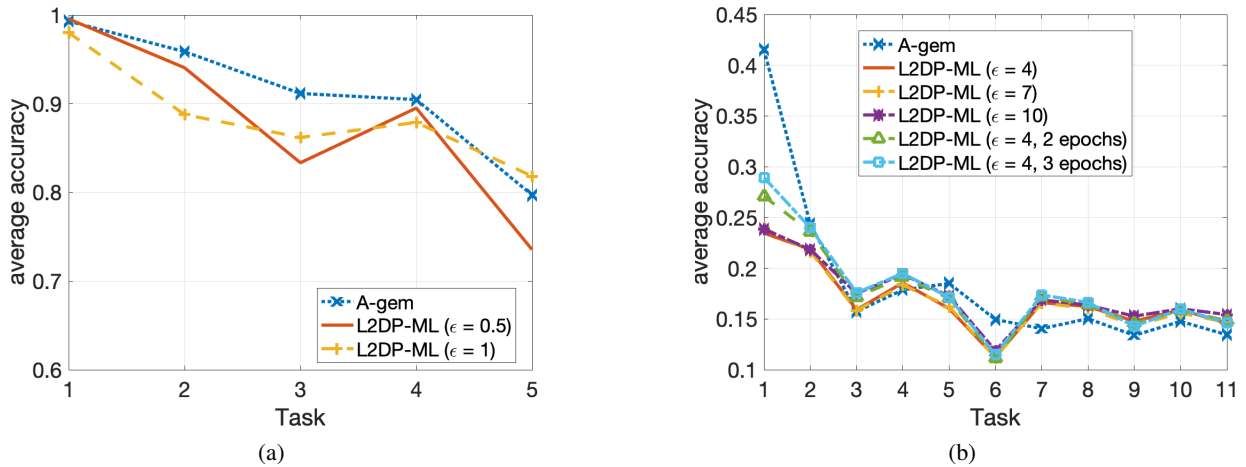 1
0.9
0.8
0.7
0.6
average accuracy
A-gem
L2DP-ML (ϵ = 0.5)
L2DP-ML (ϵ = 1)
1 2 3 4 5
Task
(a)
0.45
0.4
0.35
0.3
0.25
0.2
0.15
0.1
average accuracy
A-gem
L2DP-ML (ϵ = 4)
L2DP-ML (ϵ = 7)
L2DP-ML (ϵ = 10)
L2DP-ML (ϵ = 4, 2 epochs)
L2DP-ML (ϵ = 4, 3 epochs)
1 2 3 4 5 6 7 8 9 10 11
Task
(b)